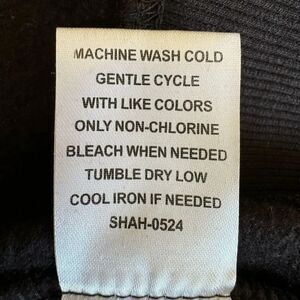 MACHINE WASH COLD
GENTLE CYCLE
WITH LIKE COLORS
ONLY NON-CHLORINE
BLEACH WHEN NEEDED
TUMBLE DRY LOW
COOL IRON IF NEEDED
SHAH-0524